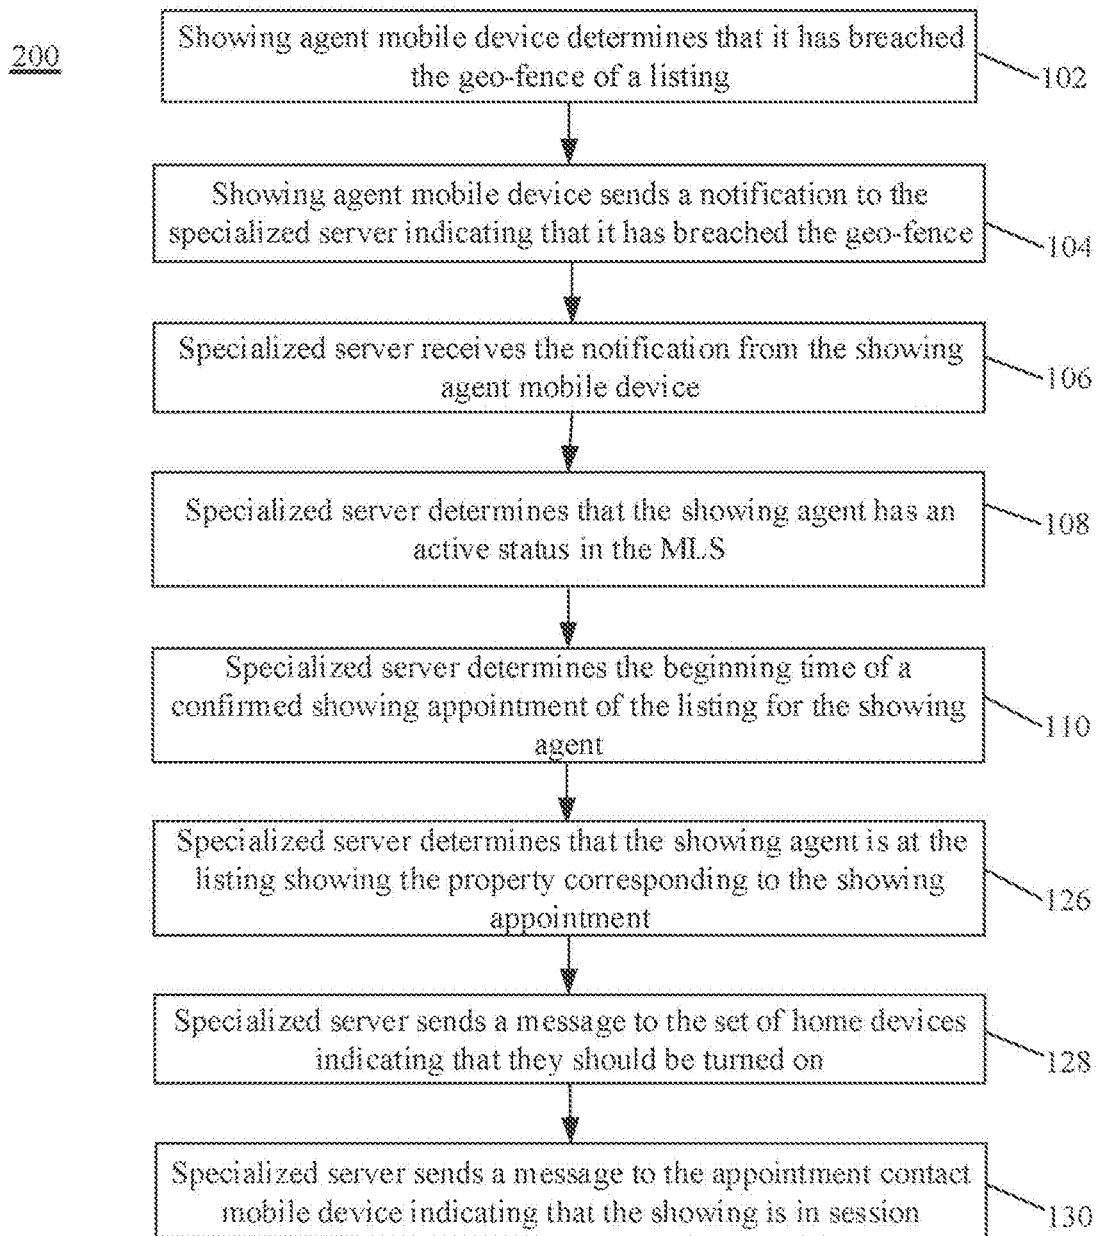 200
Showing agent mobile device determines that it has breached
the geo-fence of a listing
102
Showing agent mobile device sends a notification to the
specialized server indicating that it has breached the geo-fence
104
Specialized server receives the notification from the showing
agent mobile device
106
Specialized server determines that the showing agent has an
active status in the MLS
108
Specialized server determines the beginning time of a
confirmed showing appointment of the listing for the showing
agent
110
Specialized server determines that the showing agent is at the
listing showing the property corresponding to the showing
appointment
126
Specialized server sends a message to the set of home devices
indicating that they should be turned on
128
Specialized server sends a message to the appointment contact
mobile device indicating that the showing is in session
130